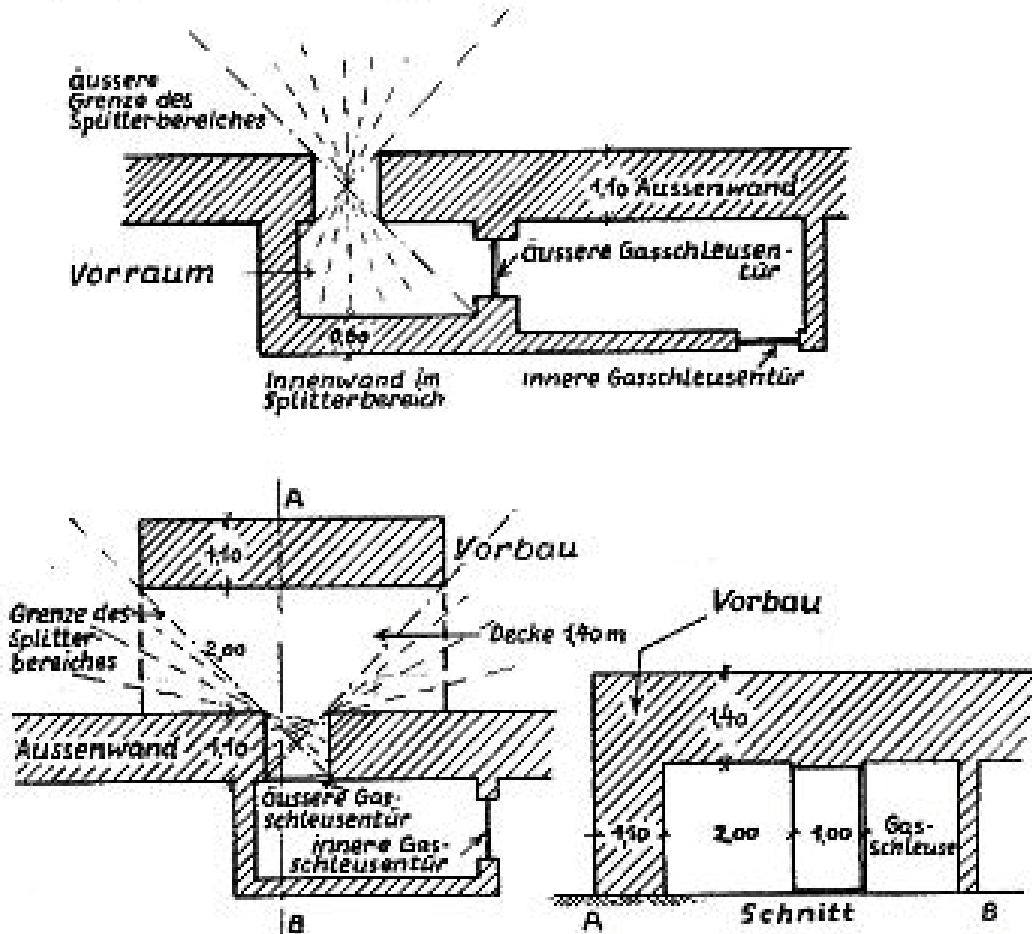 äussere
Grenze des
Splitterbereiches
1,10 Aussenwand
Vorraum
äussere Gasschleusen-
tür
0,60
Innenwand im
Splitterbereich
innere Gasschleusentür
A
1,10
Vorbau
Grenze des
Splitter-
bereiches
2,00
Decke 1,40m
Aussenwand 1,10
äussere Gas-
schleusentür
innere Gas-
schleusentür
B
Vorbau
1,40
1,10
2,00
1,00
Gas-
schleuse
A
Schnitt
B